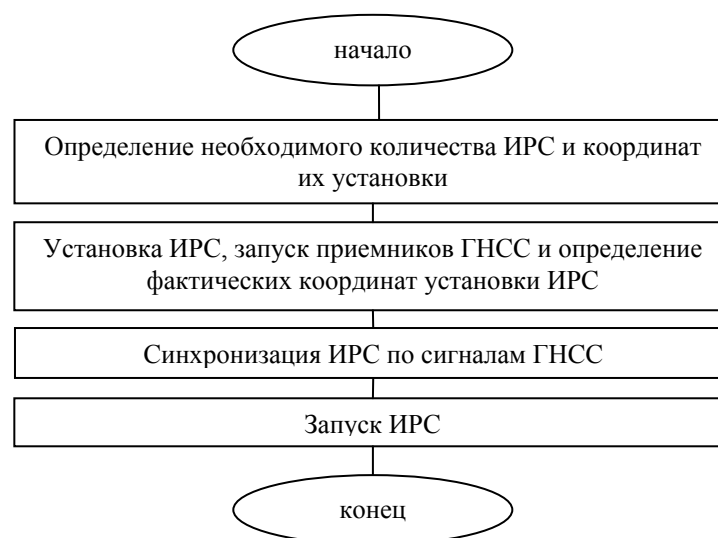 начало
Определение необходимого количества ИРС и координат
их установки
Установка ИРС, запуск приемников ГНСС и определение
фактических координат установки ИРС
Синхронизация ИРС по сигналам ГНСС
Запуск ИРС
конец